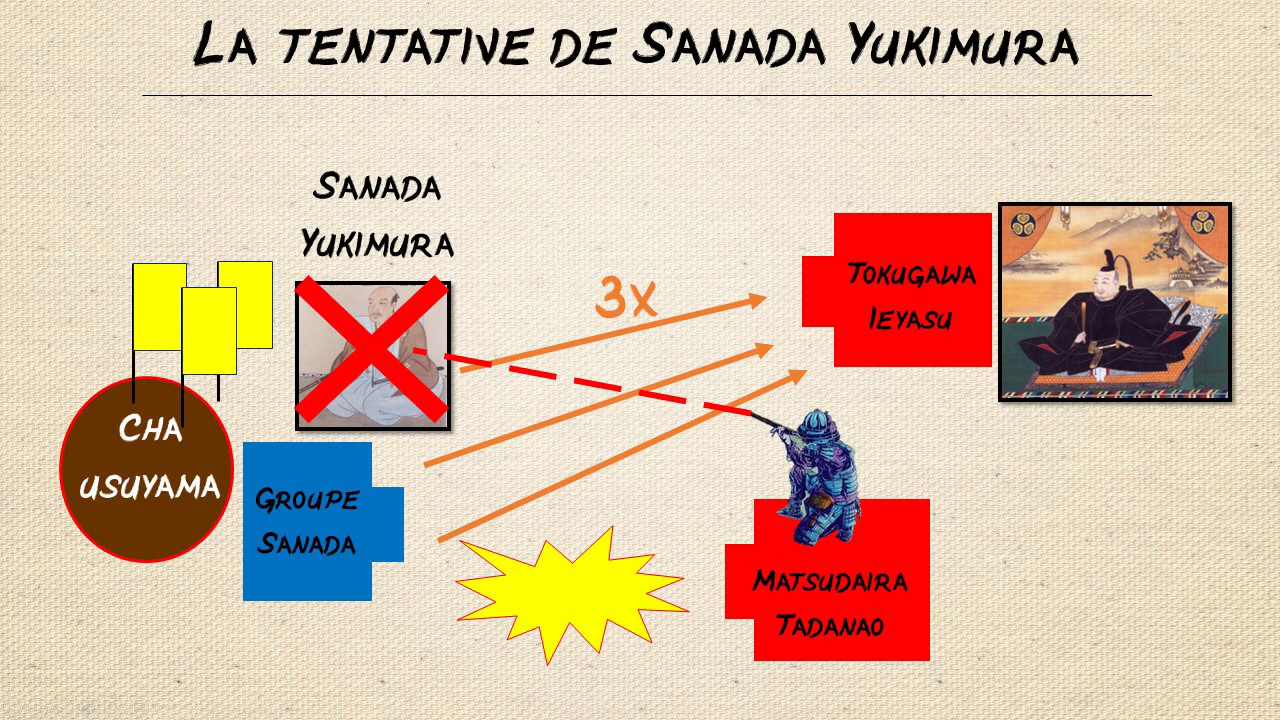 La tentative de Sanada Yukimura
Sanada
Yukimura
3x
Tokugawa
Ieyasu
Cha
usuyama
Groupe
Sanada
Matsudaira
Tadanao